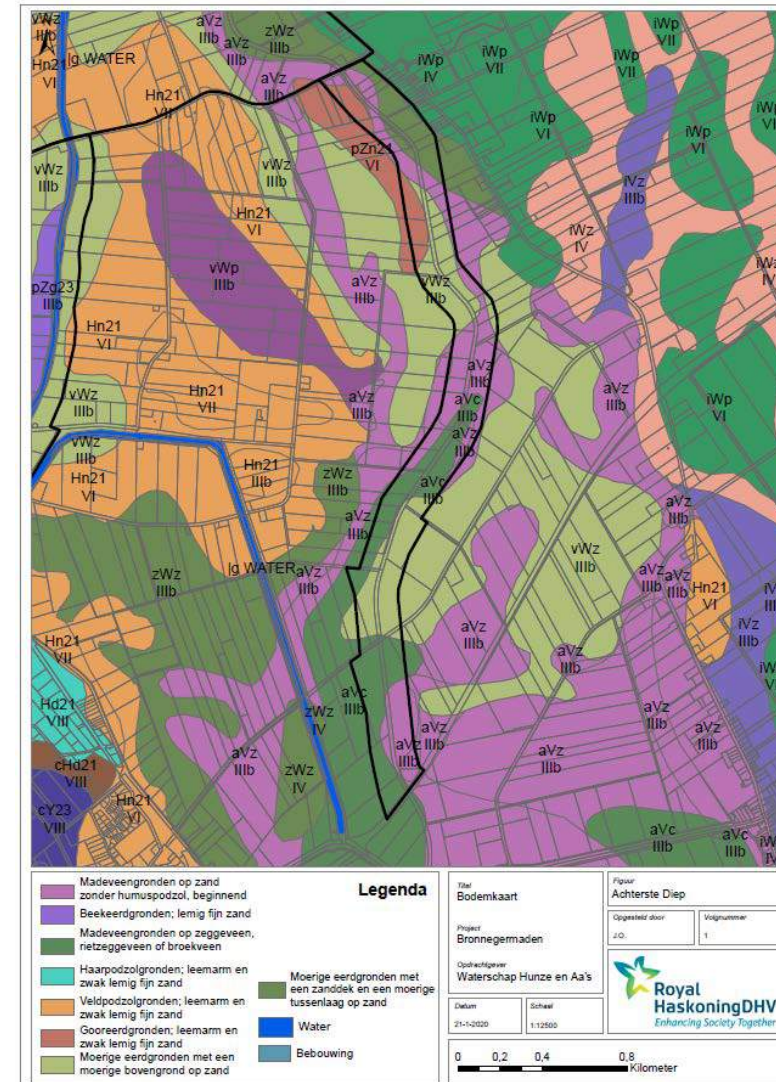 vWz
IIIb
Hn21
VI
lg WATER
aVz
IIIb
aVz
IIIb
zWz
IIIb
aVz
IIIb
Hn21
VII
iWp
IV
iWp
VII
iWp
VII
iWp
VII
iWp
VI
iWp
VI
vWz
IIIb
vWz
IIIb
pZn21
VI
Hn21
VI
iVz
IIIb
iWz
IV
vWp
IIIb
aVz
IIIb
vWz
IIIb
pZg23
IIIb
Hn21
VI
Hn21
VII
aVz
IIIb
aVz
IIIb
aVc
IIIb
aVz
IIIb
aVz
IIIb
iWp
VI
vWz
IIIb
vWz
IIIb
Hn21
VI
Hn21
IIIb
zWz
IIIb
aVc
IIIb
aVz
IIIb
aVz
IIIb
vWz
IIIb
zWz
IIIb
lg WATER
aVz
IIIb
aVz
IIIb
aVz
Hn21
VI
iVz
IIIb
aVz
IIIb
aVz
IIIb
Hn21
VII
Hd21
VIII
cHd21
VIII
cY23
VIII
Hn21
VI
aVz
IIIb
zWz
IV
zWz
IV
aVc
IIIb
aVz
IIIb
aVz
IIIb
aVz
IIIb
aVz
IIIb
aVz
IIIb
aVc
IIIb
aVc
IIIb
Legenda
Madeveengronden op zand
zonder humuspodzol, beginnend
Beekeerdgronden; lemig fijn zand
Madeveengronden op zeggeveen,
rietzeggeveen of broekveen
Haarpodzolgronden; leemarm en
zwak lemig fijn zand
Veldpodzolgronden; leemarm en
zwak lemig fijn zand
Gooreerdgronden; leemarm en
zwak lemig fijn zand
Moerige eerdgronden met een
moerige bovengrond op zand
Moerige eerdgronden met
een zanddek en een moerige
tussenlaag op zand
Water
Bebouwing
Titel
Bodemkaart
Project
Bronnegermaden
Opdrachtgever
Waterschap Hunze en Aa's
Datum
21-1-2020
Schaal
1:12500
Figuur
Achterste Diep
Opgesteld door
J.O.
Volgnummer
1
Royal
HaskoningDHV
Enhancing Society Together
0 0,2 0,4 0,8
Kilometer